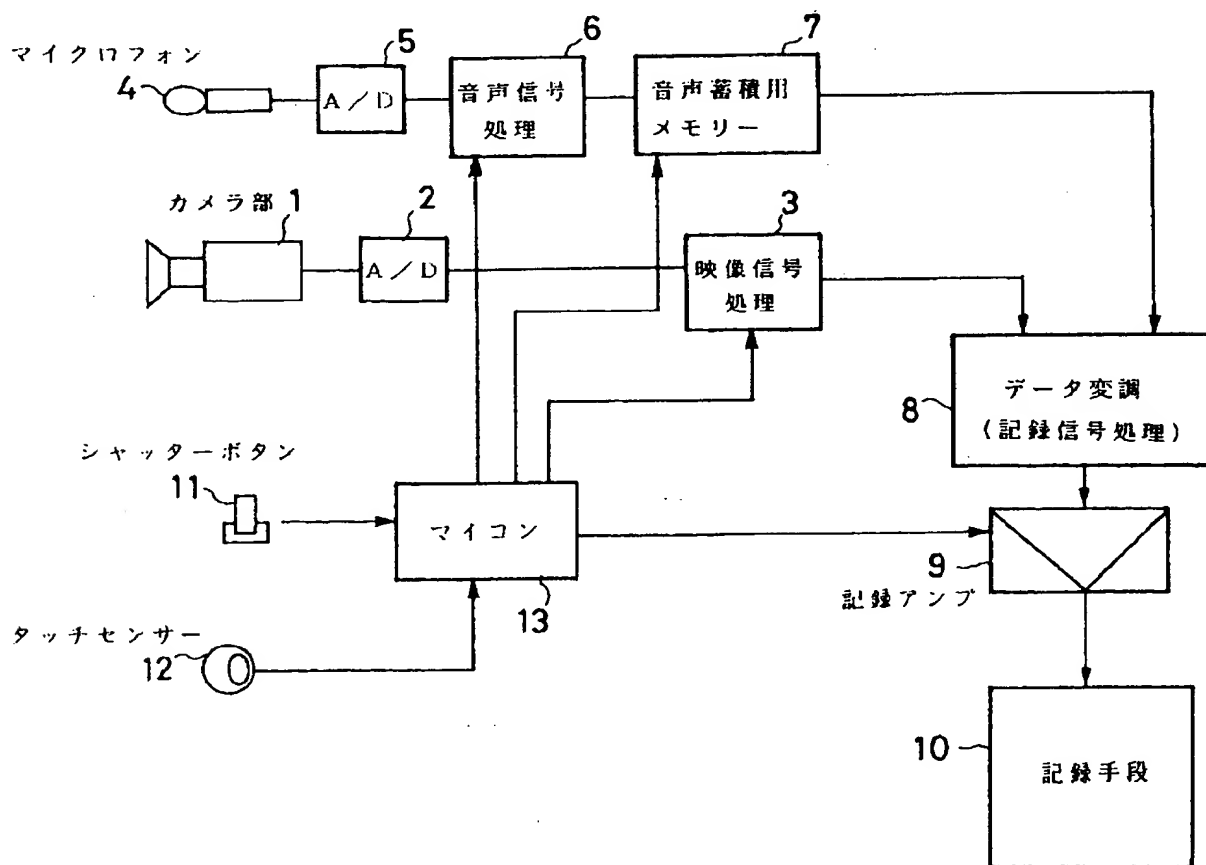 マイクロフォン
4
5
A/D
6
音声信号
処理
7
音声蓄積用
メモリー
カメラ部
1
2
A/D
3
映像信号
処理
8
データ変調
(記録信号処理)
シャッターボタン
11
マイコン
13
9
記録アンプ
タッチセンサー
12
10
記録手段